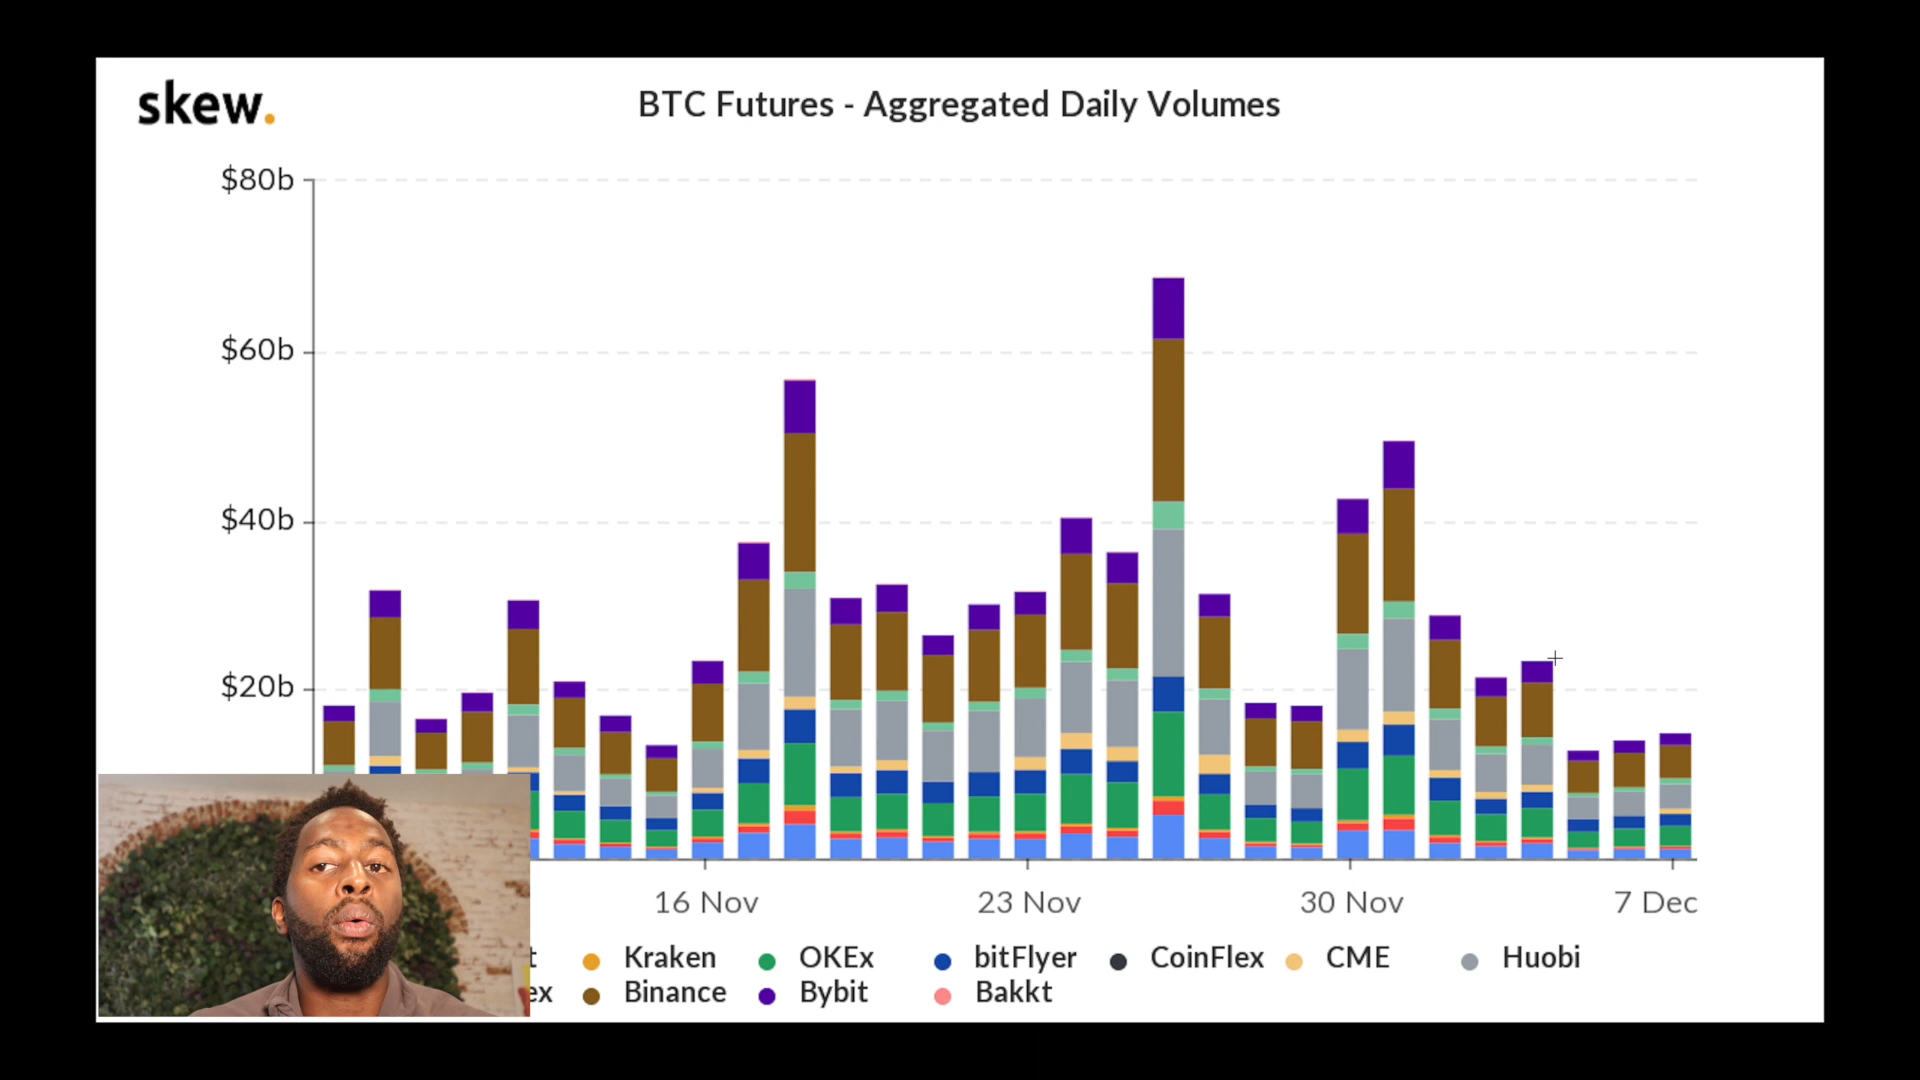 skew.
BTC Futures - Aggregated Daily Volumes
$80b
$60b
$40b
$20b
16 Nov 23 Nov 30 Nov 7 Dec
Kraken OKEx bitFlyer CoinFlex CME Huobi
Binance Bybit Bakkt